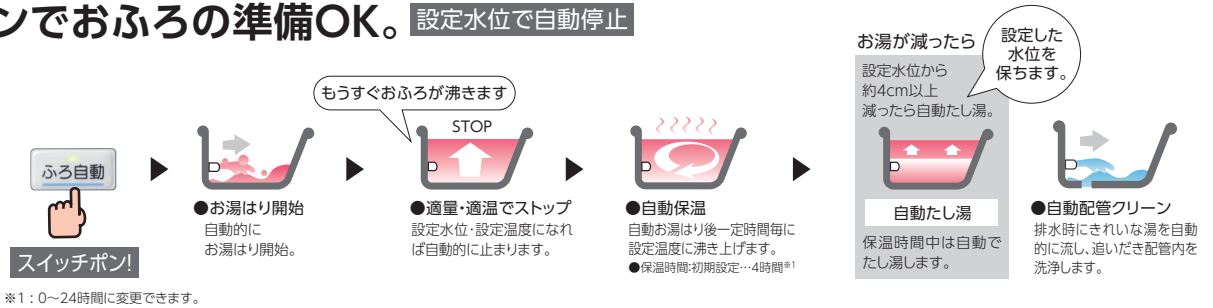 ンでおふろの準備OK。 設定水位で自動停止
ふろ自動
スイッチポン!
●お湯はり開始
自動的に
お湯はり開始。
もうすぐおふろが沸きます
STOP
●適量・適温でストップ
設定水位・設定温度になれ
ば自動的に止まります。
●自動保温
自動お湯はり後一定時間毎に
設定温度に沸き上げます。
●保温時間:初期設定…4時間※1
お湯が減ったら
設定した
水位を
保ちます。
設定水位から
約4cm以上
減ったら自動たし湯。
自動たし湯
保温時間中は自動で
たし湯します。
●自動配管クリーン
排水時にきれいな湯を自動
的に流し、追いだき配管内を
洗浄します。
※1:0〜24時間に変更できます。